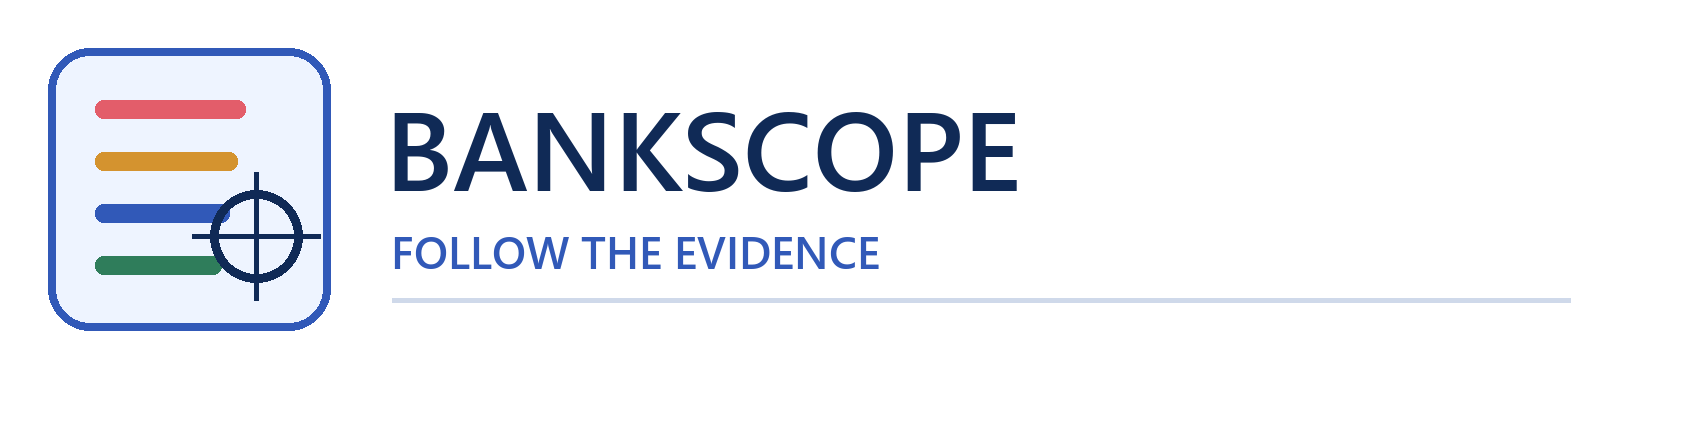 BANKSCOPE
FOLLOW THE EVIDENCE